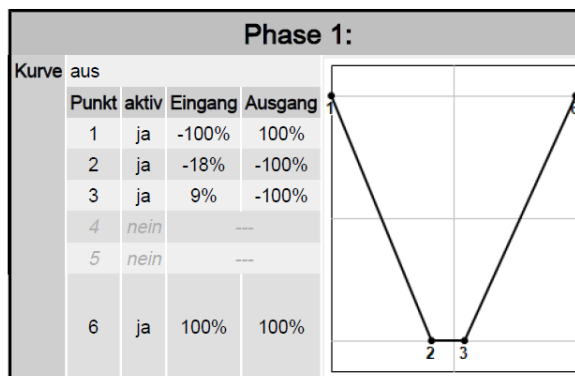 Phase 1:
Kurve aus
Punkt aktiv Eingang Ausgang
1 ja -100% 100%
2 ja -18% -100%
3 ja 9% -100%
4 nein ---
5 nein ---
6 ja 100% 100%
1
6
2 3